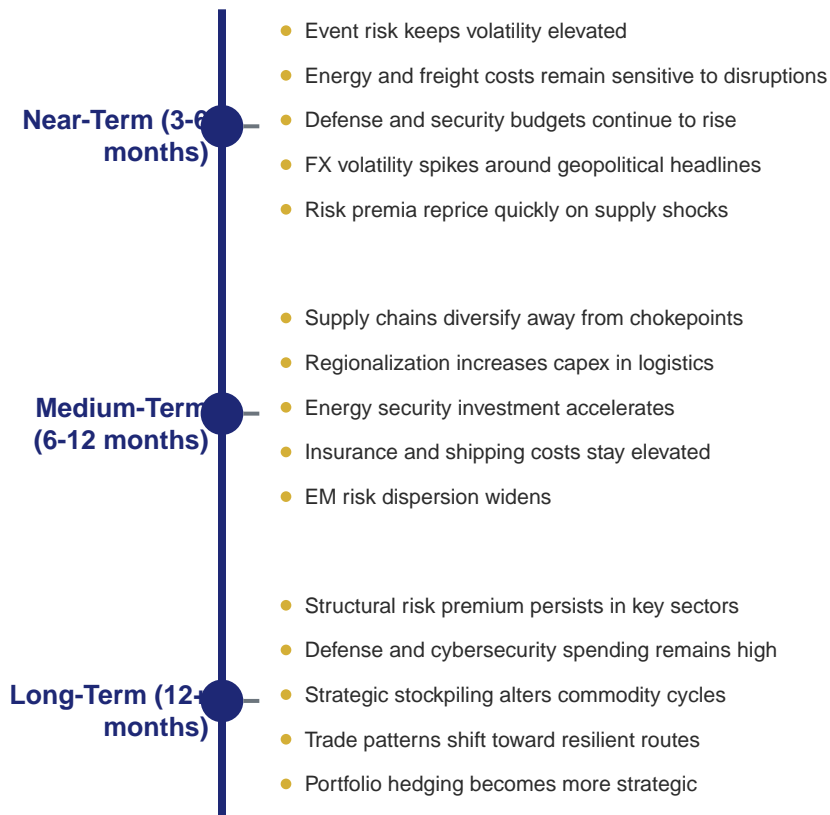 Event risk keeps volatility elevated
Energy and freight costs remain sensitive to disruptions
Near-Term (3-6
months)
Defense and security budgets continue to rise
FX volatility spikes around geopolitical headlines
Risk premia reprice quickly on supply shocks
Supply chains diversify away from chokepoints
Regionalization increases capex in logistics
Medium-Term
(6-12 months)
Energy security investment accelerates
Insurance and shipping costs stay elevated
EM risk dispersion widens
Structural risk premium persists in key sectors
Defense and cybersecurity spending remains high
Long-Term (12+
months)
Strategic stockpiling alters commodity cycles
Trade patterns shift toward resilient routes
Portfolio hedging becomes more strategic